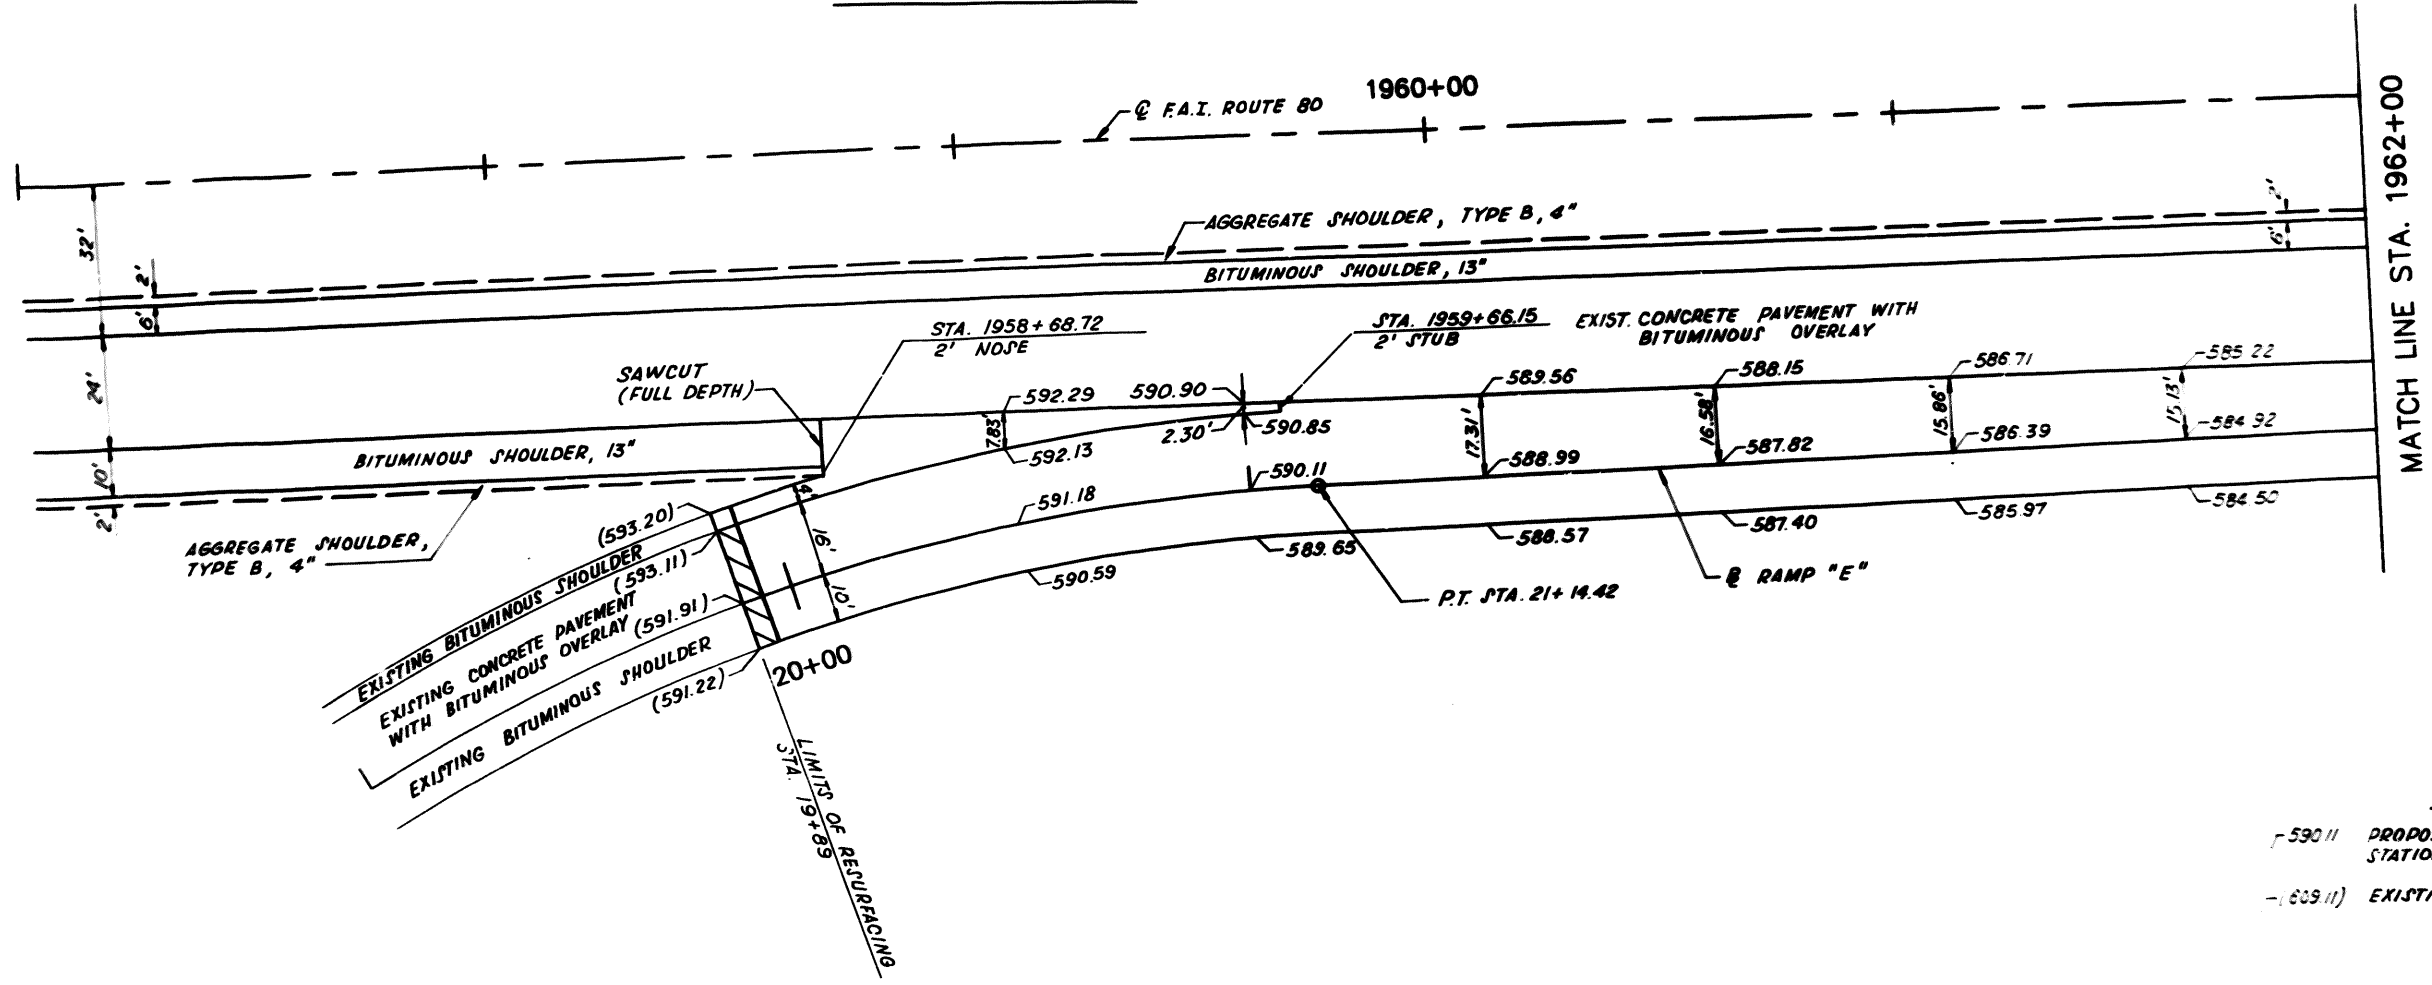 1960+00
℄ F.A.I. ROUTE 80
MATCH LINE STA. 1962+00
32'
2'
6'
24'
10'
2'
AGGREGATE SHOULDER, TYPE B, 4"
BITUMINOUS SHOULDER, 13"
2'
6'
STA. 1958+68.72
2' NOSE
SAWCUT
(FULL DEPTH)
STA. 1959+66.15
2' STUB
EXIST. CONCRETE PAVEMENT WITH
BITUMINOUS OVERLAY
592.29
590.90
589.56
588.15
586.71
585.22
7.83'
2.30'
17.31'
16.58'
15.86'
15.13'
592.13
590.85
BITUMINOUS SHOULDER, 13"
590.11
588.99
587.82
586.39
584.92
591.18
4'
16'
10'
AGGREGATE SHOULDER,
TYPE B, 4"
590.59
589.65
588.57
587.40
585.97
584.50
℞ RAMP "E"
P.T. STA. 21+14.42
(593.20)
(593.11)
(591.91)
(591.22)
EXISTING BITUMINOUS SHOULDER
EXISTING CONCRETE PAVEMENT
WITH BITUMINOUS OVERLAY
EXISTING BITUMINOUS SHOULDER
20+00
LIMITS OF RESURFACING
STA. 19+89
590.11 PROPO
STATIO
(609.11) EXIST